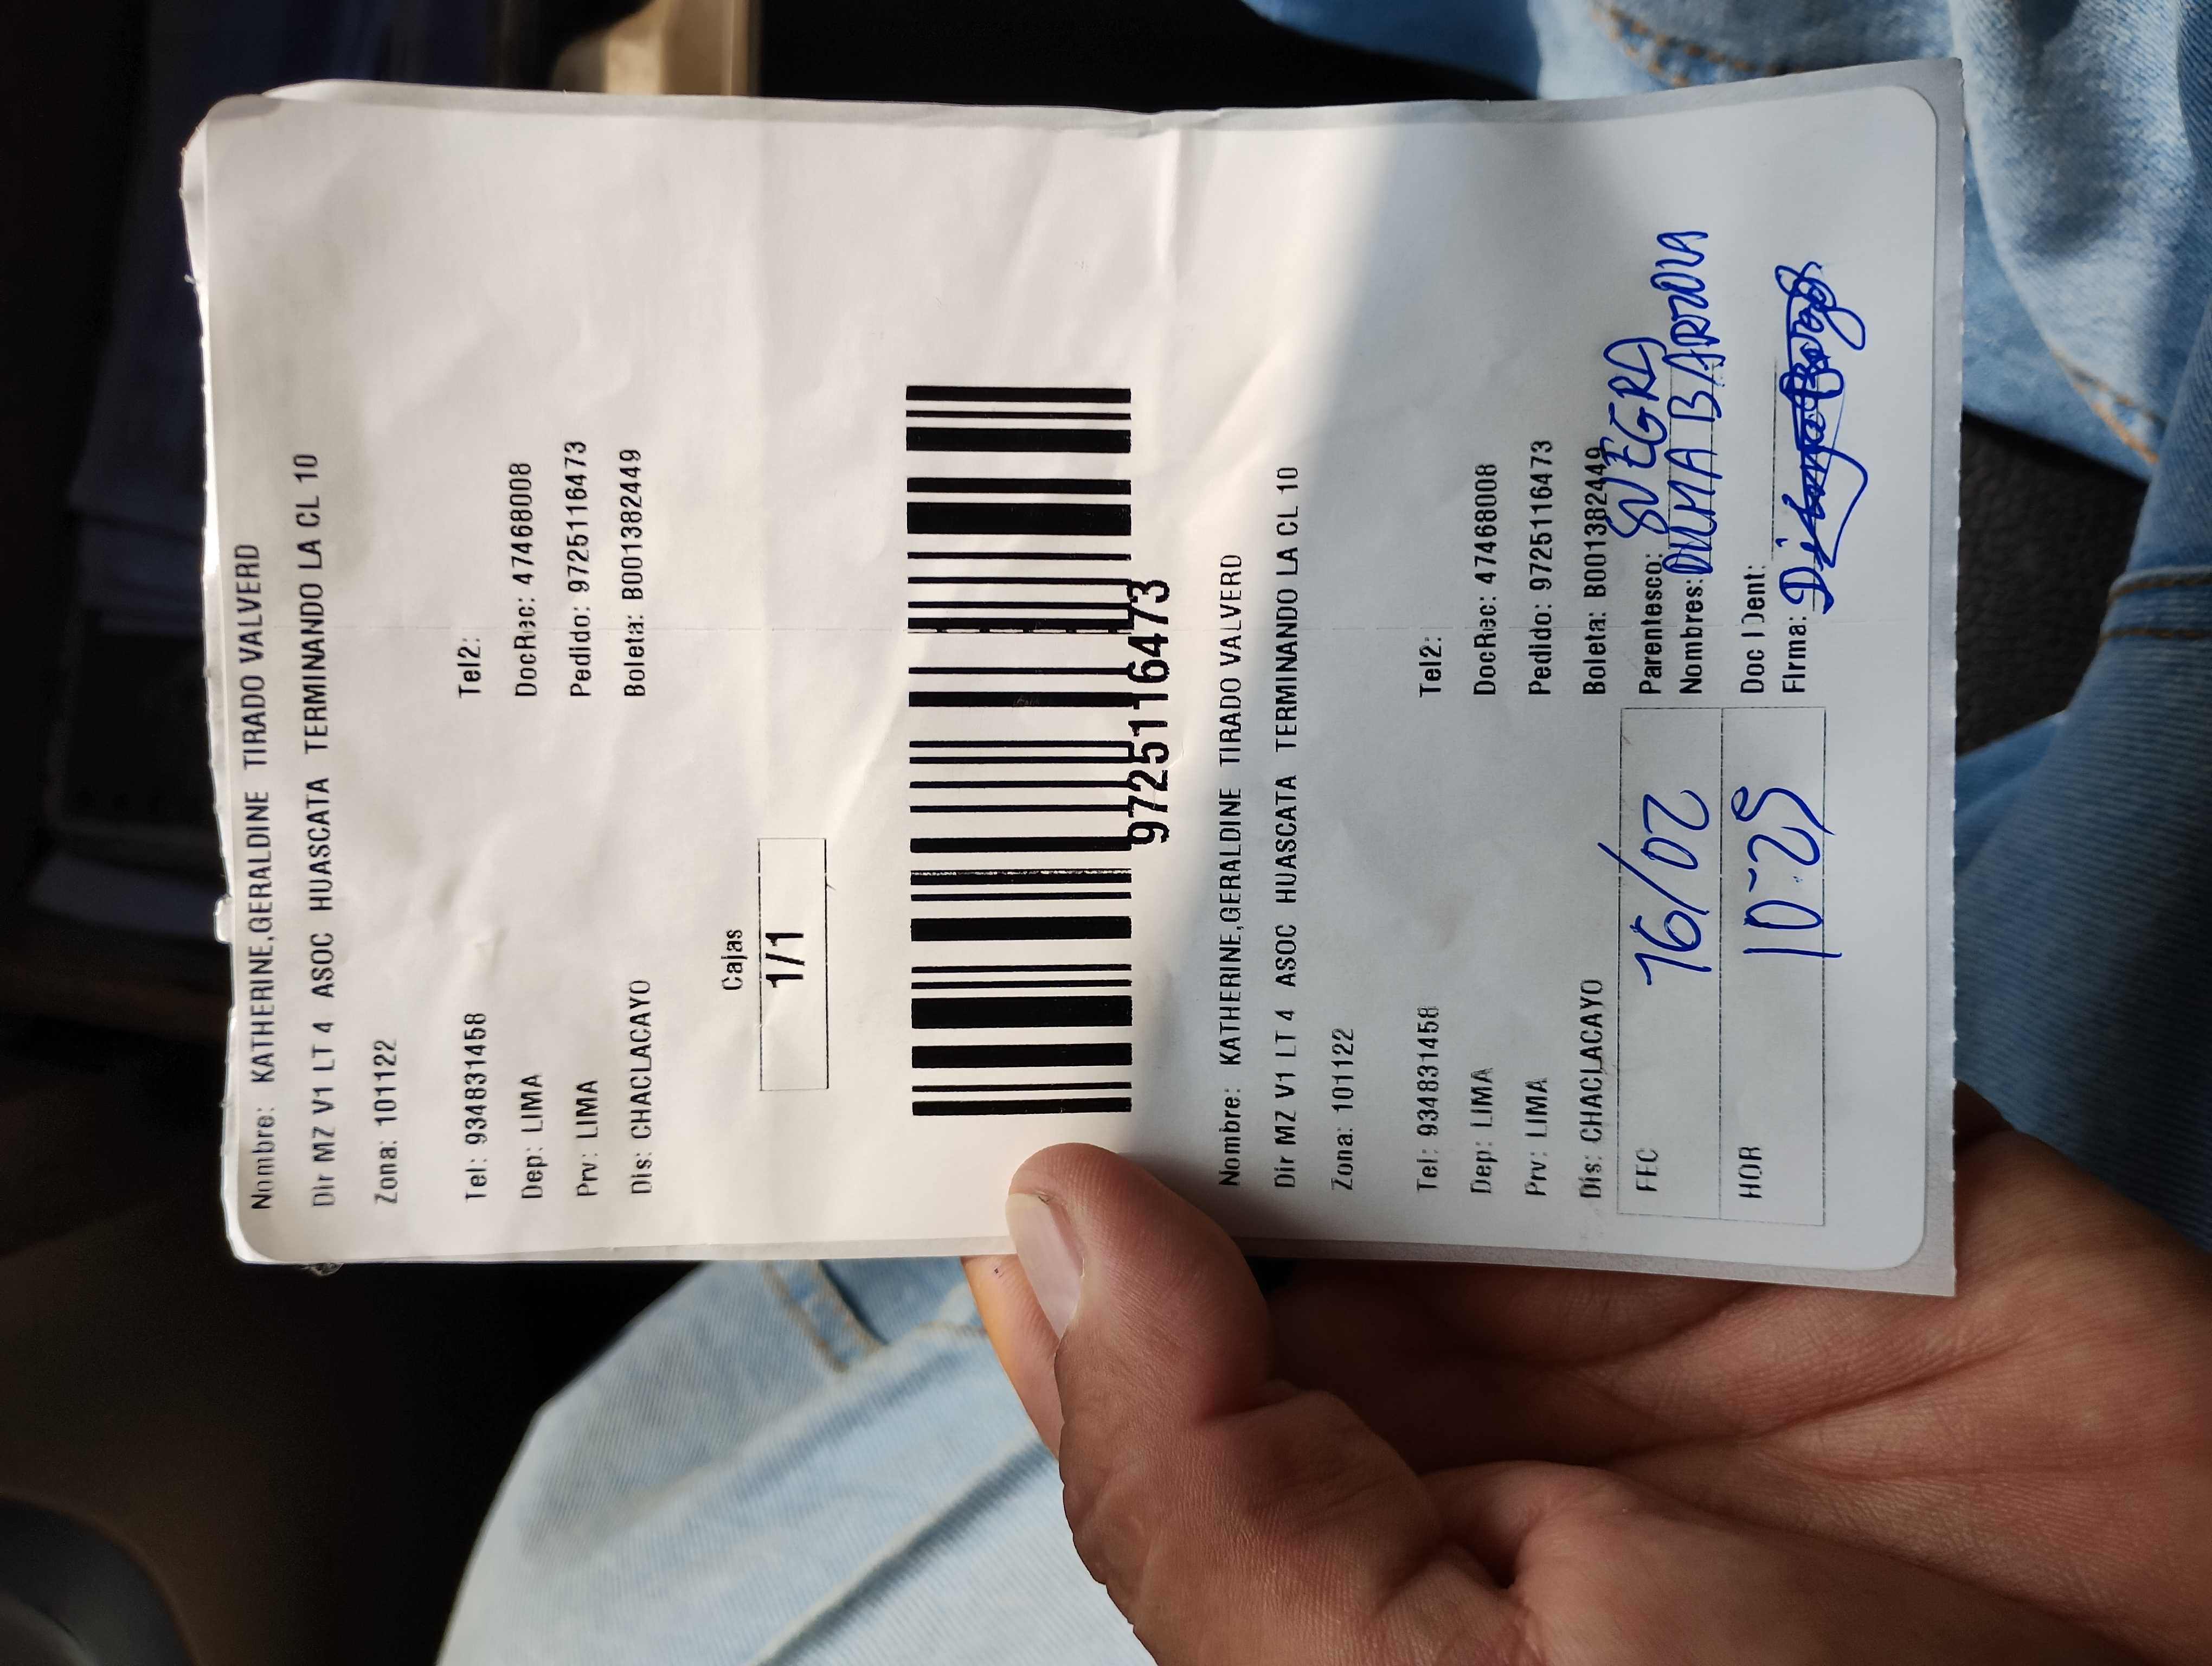 Nombre: KATHERINE,GERALDINE TIRADO VALVERD
Dir MZ V1 LT 4 ASOC HUASCATA TERMINANDO LA CL 10
Zona: 101122
Tel: 934831458 Tel2:
Dep: LIMA DocRec: 47468008
Prv: LIMA Pedido: 9725116473
Dis: CHACLACAYO Boleta: B001382449
Cajas
1/1
9725116473
Nombre: KATHERINE,GERALDINE TIRADO VALVERD
Dir MZ V1 LT 4 ASOC HUASCATA TERMINANDO LA CL 10
Zona: 101122
Tel: 934831458 Tel2:
Dep: LIMA DocRec: 47468008
Prv: LIMA Pedido: 9725116473
Dis: CHACLACAYO Boleta: B001382449
FEC 16/02 Parentesco: SUEGRA
Nombres:
HOR 10-25 Doc IDent:
Firma: